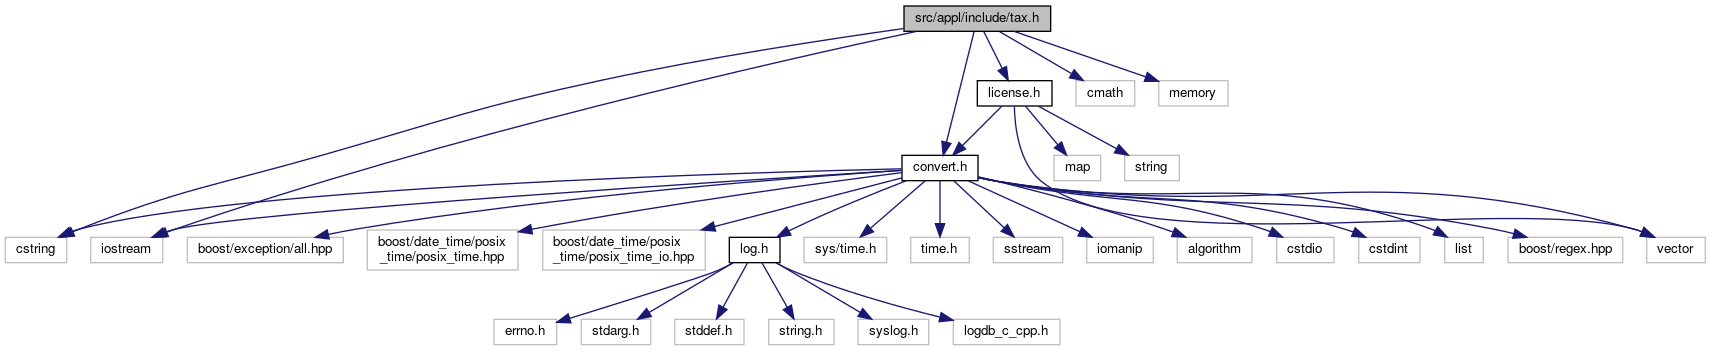 src/appl/include/tax.h
license.h
cmath
memory
convert.h
map
string
cstring
iostream
boost/exception/all.hpp
boost/date_time/posix
_time/posix_time.hpp
boost/date_time/posix
_time/posix_time_io.hpp
log.h
sys/time.h
time.h
sstream
iomanip
algorithm
cstdio
cstdint
list
boost/regex.hpp
vector
errno.h
stdarg.h
stddef.h
string.h
syslog.h
logdb_c_cpp.h